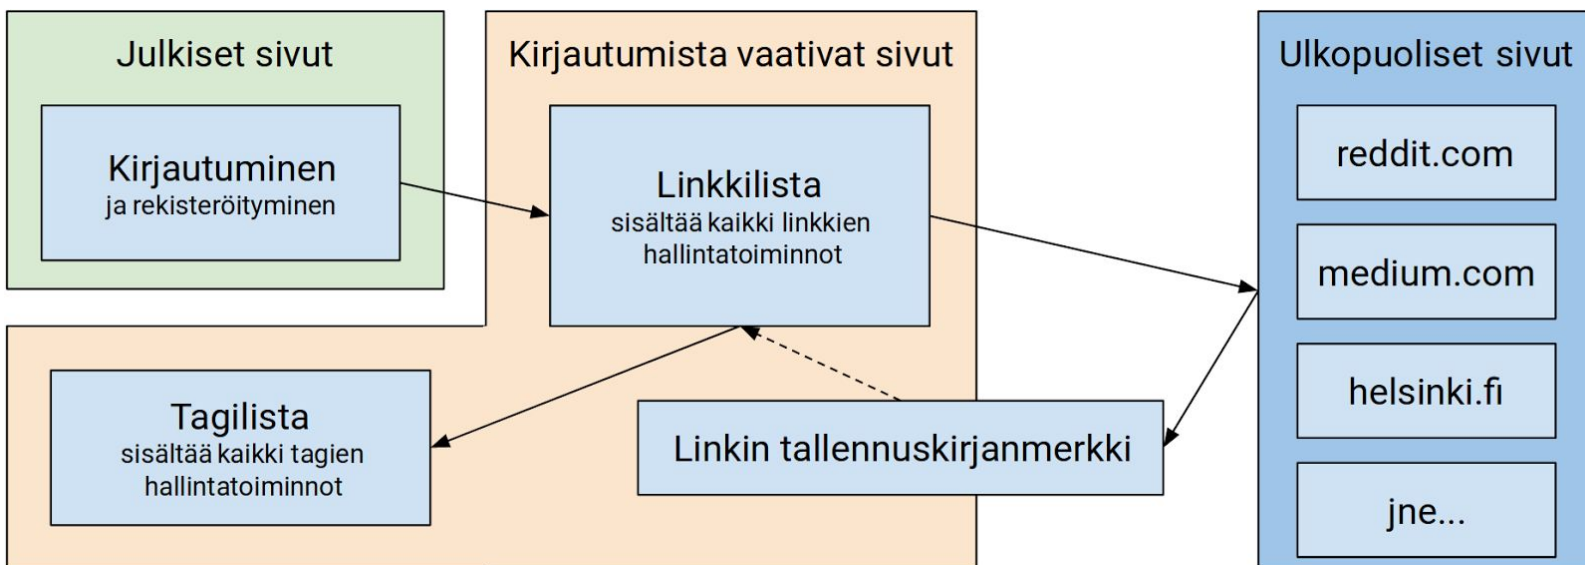 Julkiset sivut
Kirjautuminen
ja rekisteröityminen
Kirjautumista vaativat sivut
Linkkilista
sisältää kaikki linkkien
hallintatoiminnot
Tagilista
sisältää kaikki tagien
hallintatoiminnot
Linkin tallennuskirjanmerkki
Ulkopuoliset sivut
reddit.com
medium.com
helsinki.fi
jne...